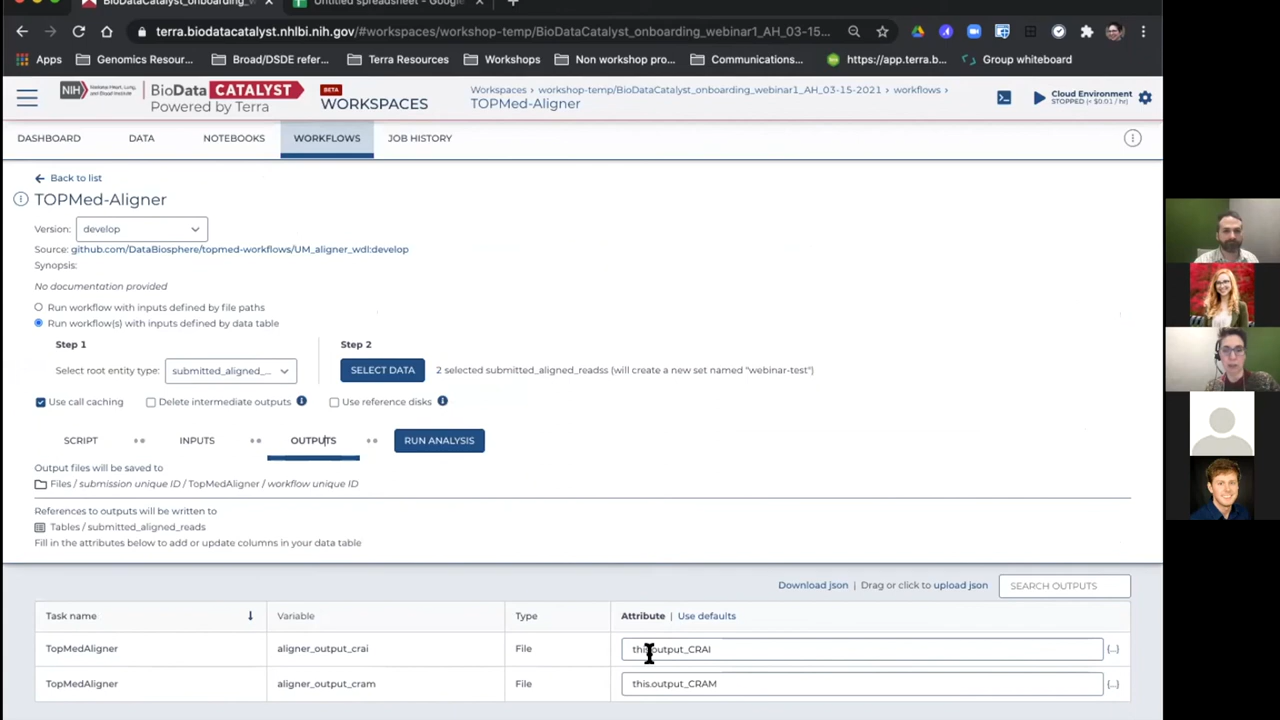 BioDataCatalyst_onboarding_w
Untitled spreadsheet - Google
terra.biodatacatalyst.nhlbi.nih.gov/#workspaces/workshop-temp/BioDataCatalyst_onboarding_webinar1_AH_03-15...
Apps
Genomics Resour...
Broad/DSDE refer...
Terra Resources
Workshops
Non workshop pro...
Communications...
https://app.terra.b...
Group whiteboard
NIH
BioData CATALYST
Powered by Terra
BETA
WORKSPACES
Workspaces › workshop-temp/BioDataCatalyst_onboarding_webinar1_AH_03-15-2021 › workflows ›
TOPMed-Aligner
Cloud Environment
STOPPED (< $0.01 / hr)
DASHBOARD
DATA
NOTEBOOKS
WORKFLOWS
JOB HISTORY
Back to list
TOPMed-Aligner
Version: develop
Source: github.com/DataBiosphere/topmed-workflows/UM_aligner_wdl:develop
Synopsis:
No documentation provided
Run workflow with inputs defined by file paths
Run workflow(s) with inputs defined by data table
Step 1
Step 2
Select root entity type: submitted_aligned_...
SELECT DATA
2 selected submitted_aligned_readss (will create a new set named "webinar-test")
Use call caching
Delete intermediate outputs
Use reference disks
SCRIPT
INPUTS
OUTPUTS
RUN ANALYSIS
Output files will be saved to
Files / submission unique ID / TopMedAligner / workflow unique ID
References to outputs will be written to
Tables / submitted_aligned_reads
Fill in the attributes below to add or update columns in your data table
Download json | Drag or click to upload json
SEARCH OUTPUTS
Task name
Variable
Type
Attribute | Use defaults
TopMedAligner
aligner_output_crai
File
this.output_CRAI
{...}
TopMedAligner
aligner_output_cram
File
this.output_CRAM
{...}